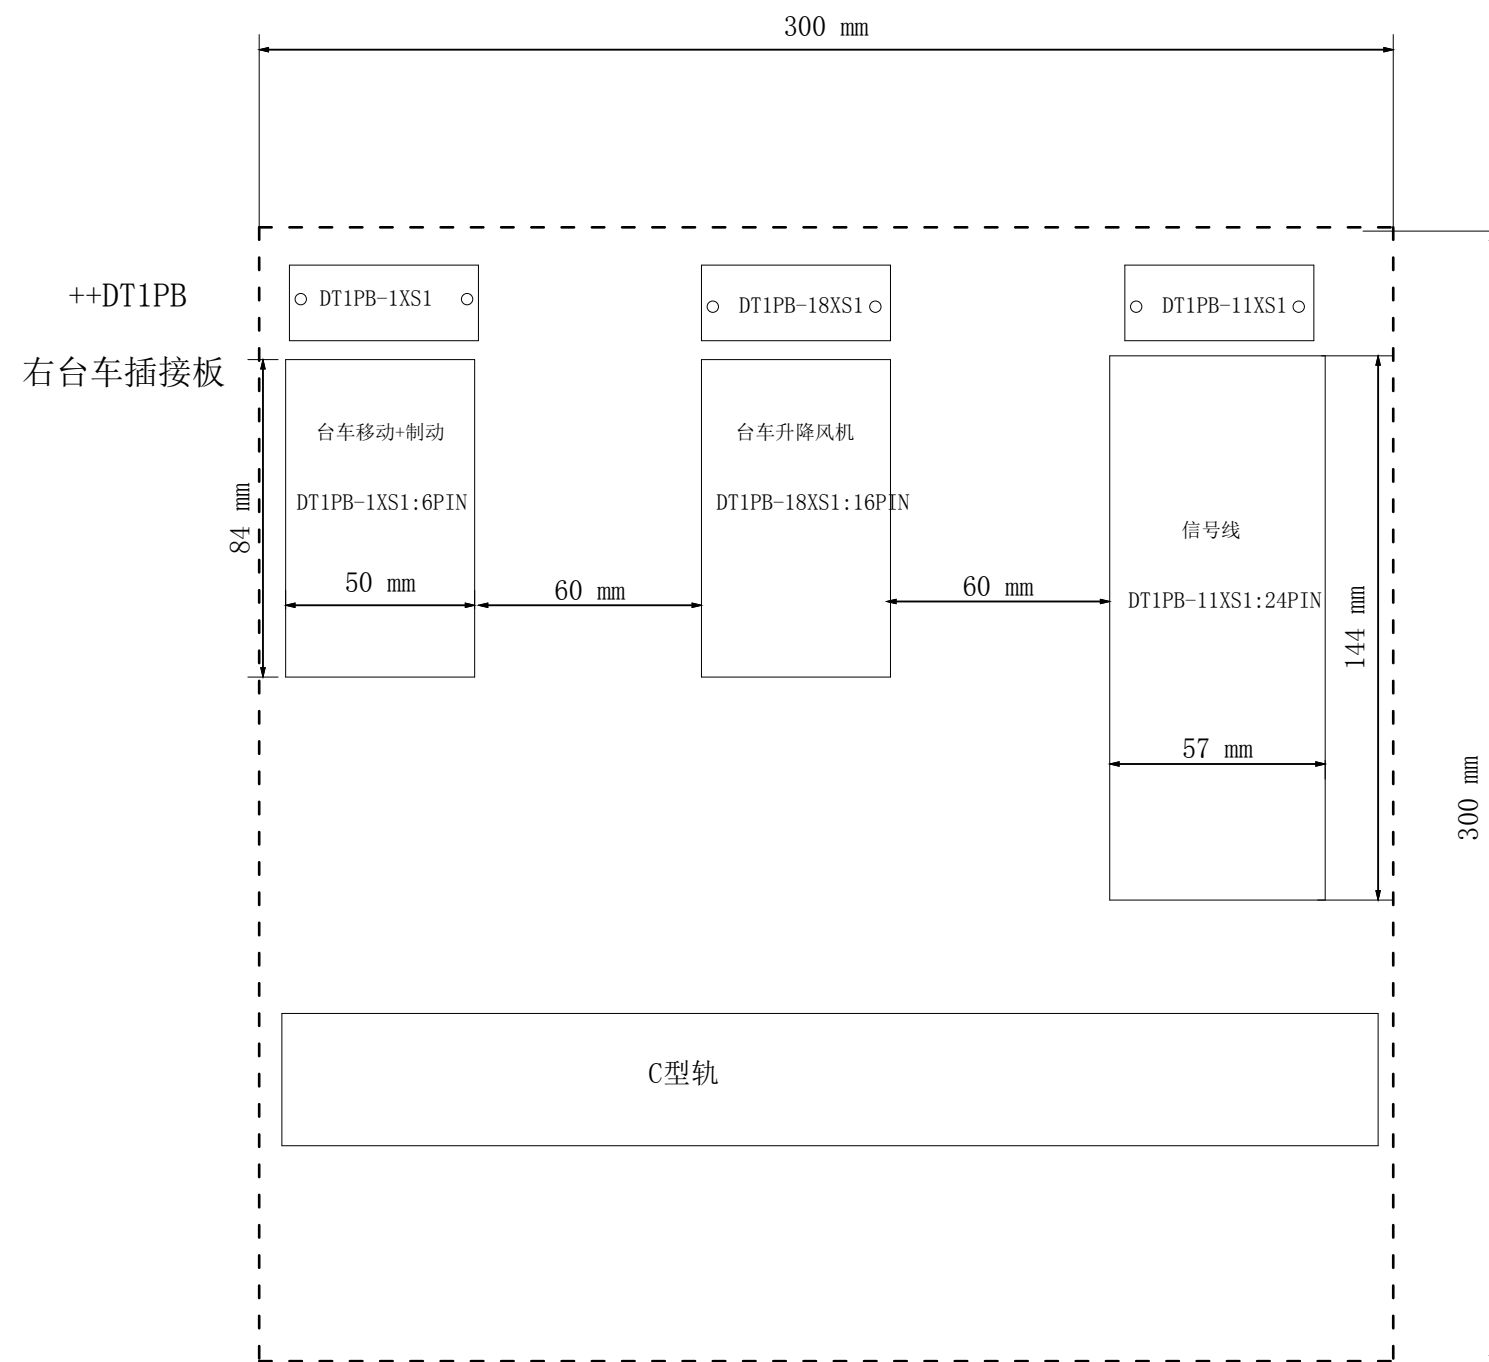 300 mm
++DT1PB
右台车插接板
DT1PB-1XS1
DT1PB-18XS1
DT1PB-11XS1
台车移动+制动
DT1PB-1XS1:6PIN
84 mm
50 mm
60 mm
台车升降风机
DT1PB-18XS1:16PIN
60 mm
信号线
DT1PB-11XS1:24PIN
144 mm
57 mm
300 mm
C型轨